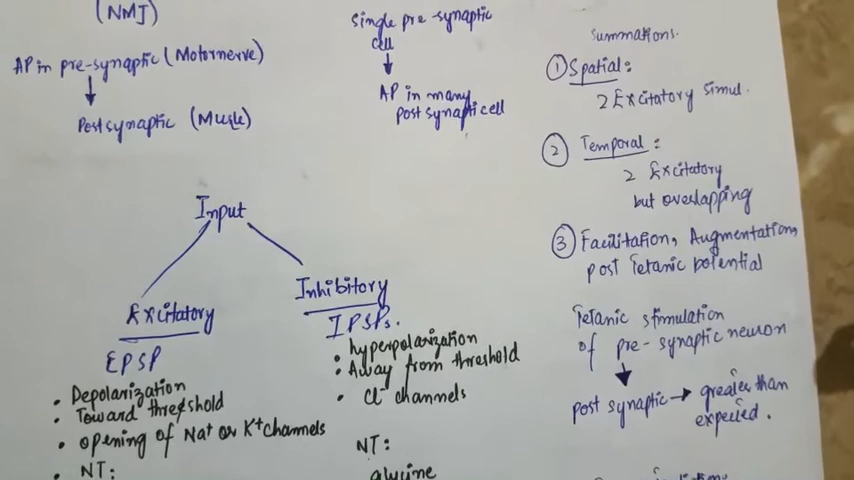 (NMJ)
AP in pre-synaptic (Motornerve)
Postsynaptic (Muscle)
Single pre-synaptic
cell
AP in many
post synaptic cell
Summations.
① Spatial:
2 Excitatory simul.
② Temporal:
2 Excitatory
but overlapping
③ Facilitation, Augmentation,
post Tetanic potential
Tetanic stimulation
of pre-synaptic neuron
post synaptic → greater than
expected.
Input
Excitatory
EPSP
• Depolarization
• Toward threshold
• opening of Na+ or K+ channels
• NT:
Inhibitory
IPSPs.
• hyperpolarization
• Away from threshold
• Cl- channels
NT:
glycine